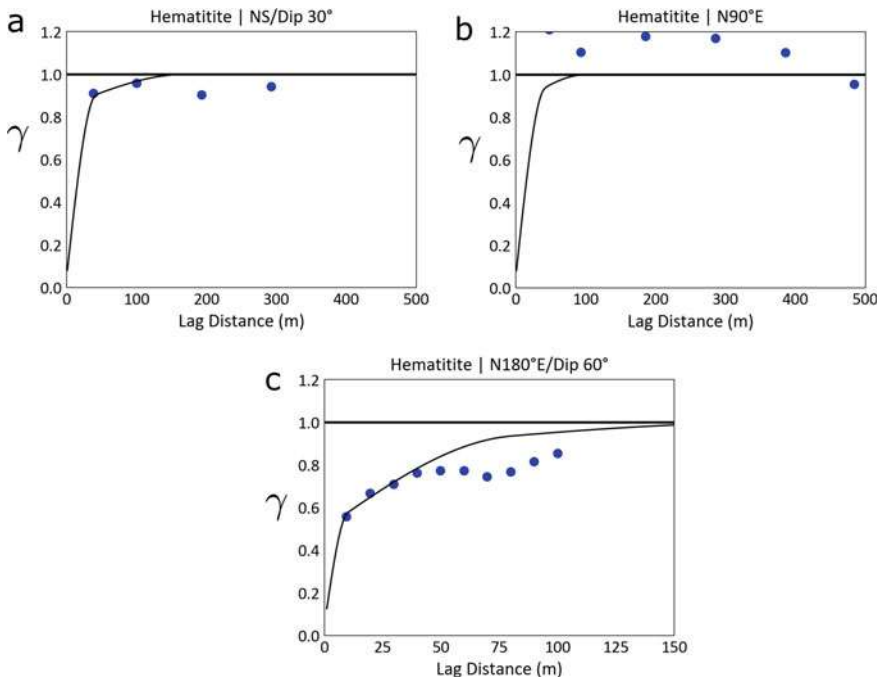 a
Hematitite | NS/Dip 30°
1.2
1.0
0.8
0.6
0.4
0.2
0.0
γ
0 100 200 300 400 500
Lag Distance (m)
b
Hematitite | N90°E
1.2
1.0
0.8
0.6
0.4
0.2
0.0
γ
0 100 200 300 400 500
Lag Distance (m)
c
Hematitite | N180°E/Dip 60°
1.2
1.0
0.8
0.6
0.4
0.2
0.0
γ
0 25 50 75 100 125 150
Lag Distance (m)